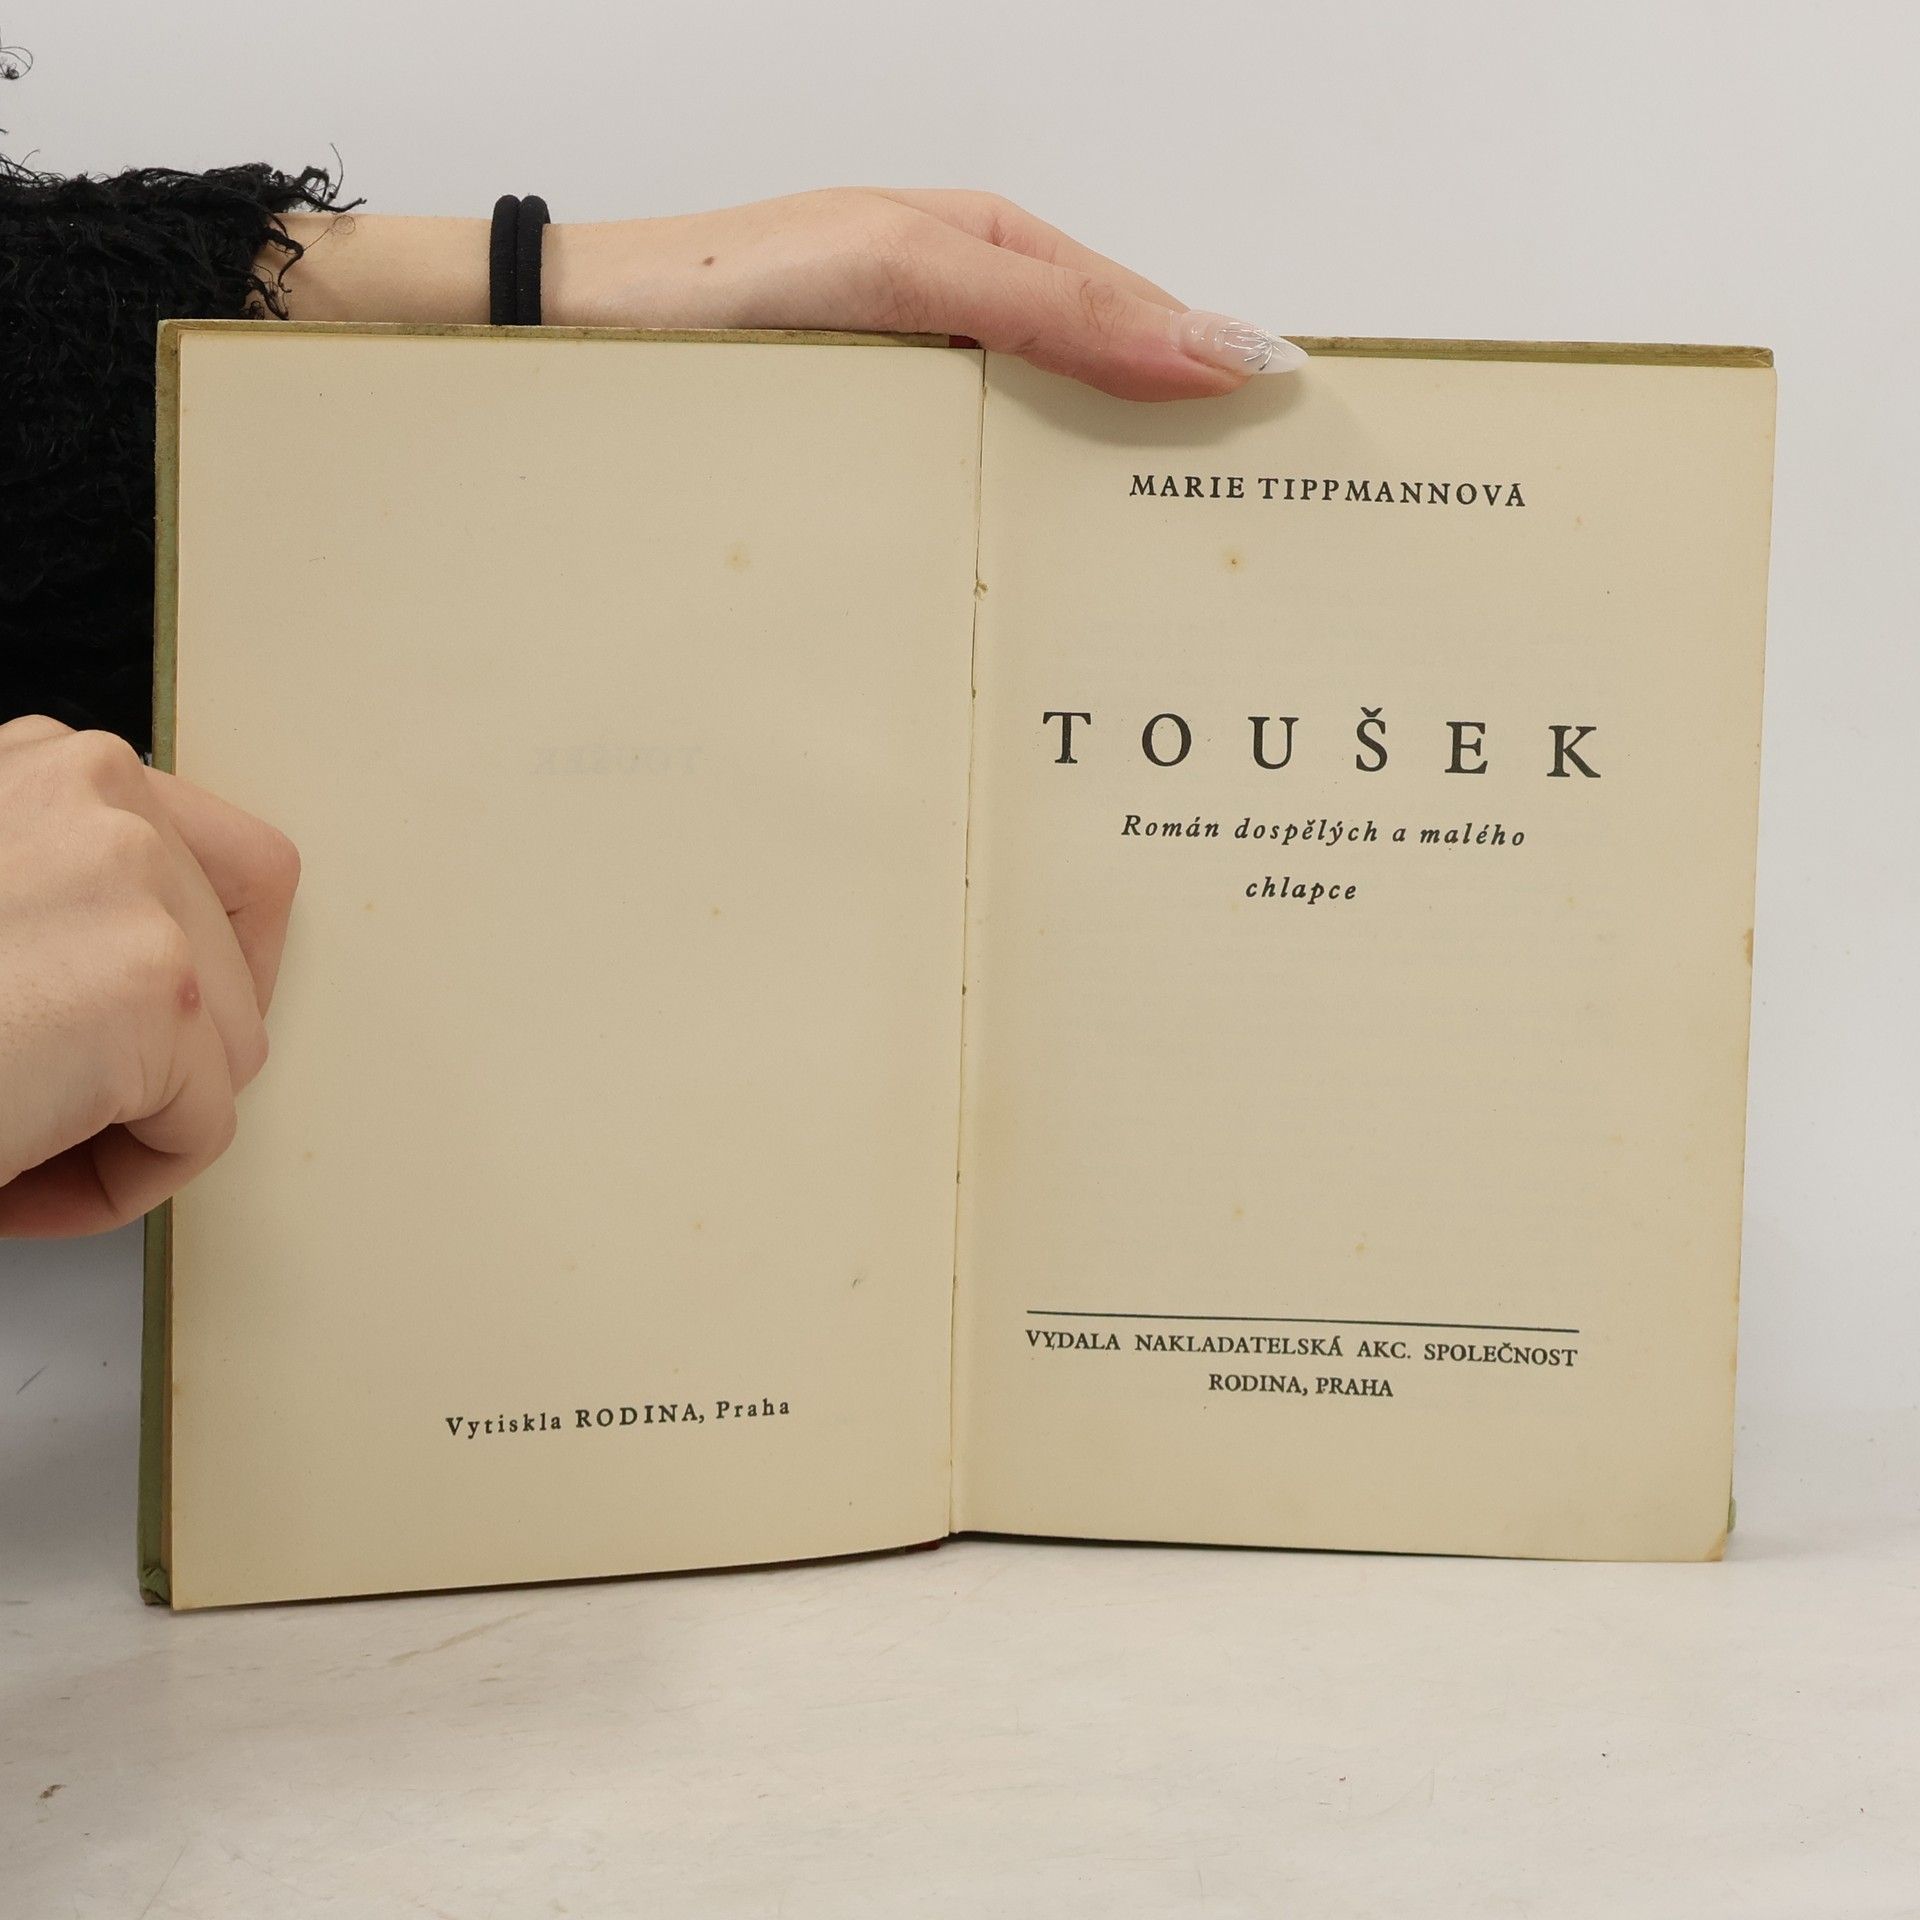 Vytiskla RODINA, Praha
MARIE TIPPMANNOVÁ
TOUŠEK
Román dospělých a malého
chlapce
VYDALA NAKLADATELSKÁ AKC. SPOLEČNOST
RODINA, PRAHA